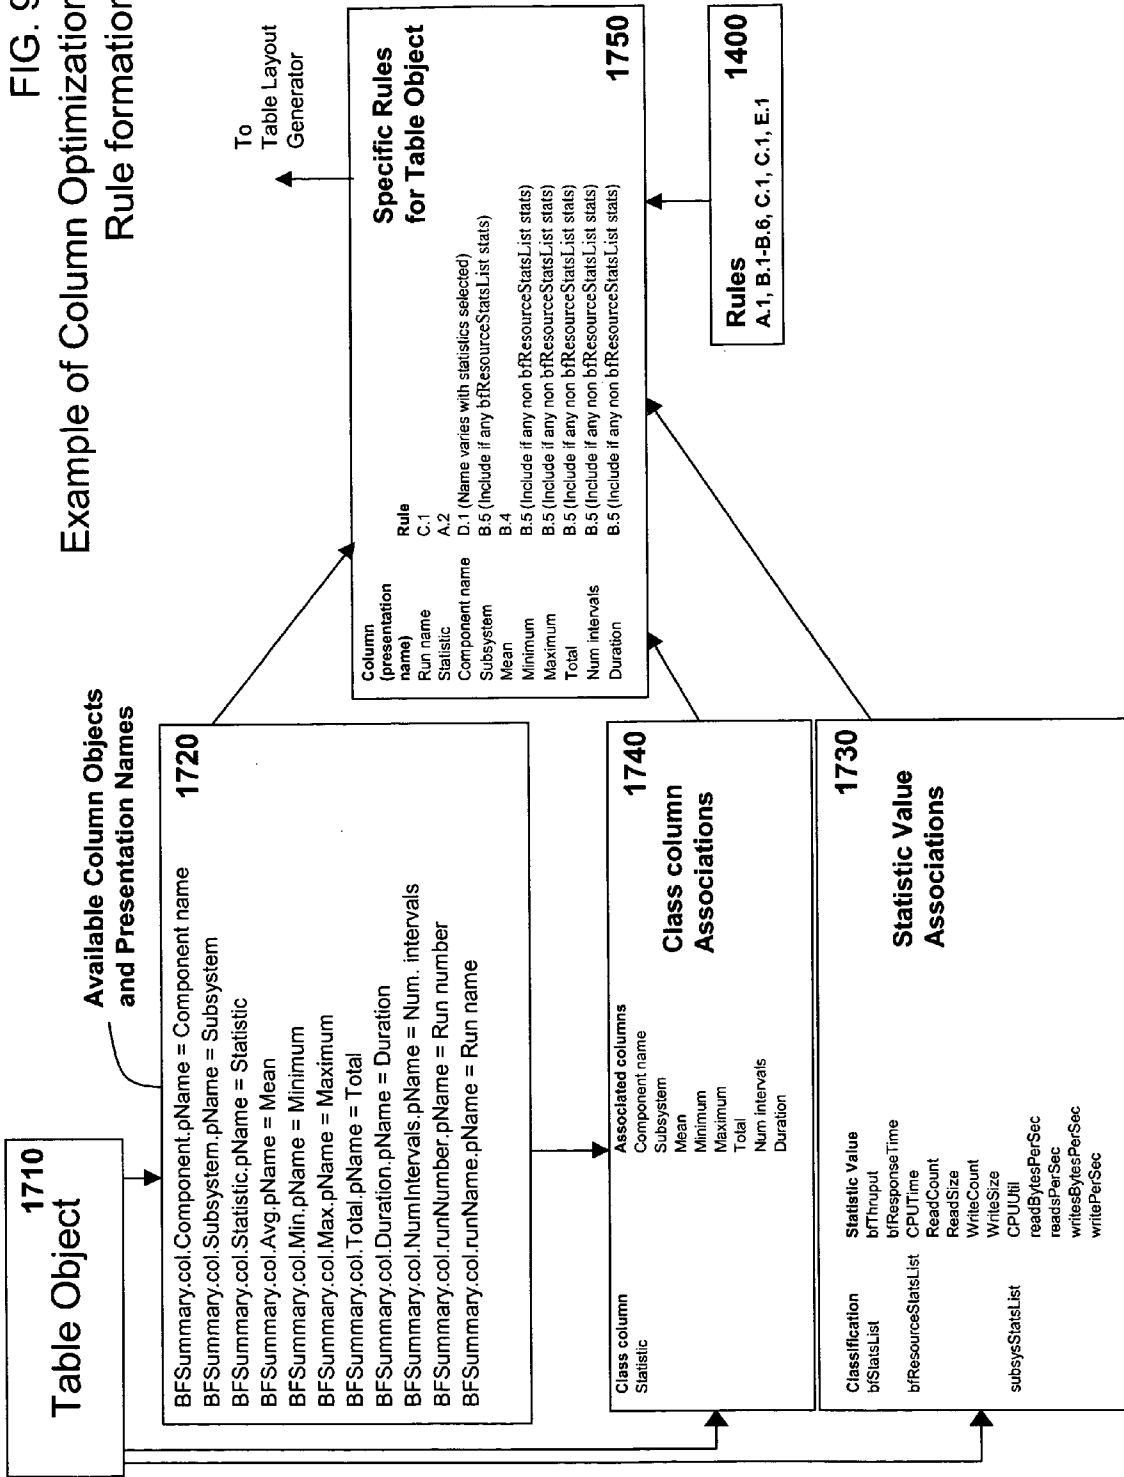 FIG. 9
Example of Column Optimization
Rule formation
1710
Table Object
Available Column Objects
and Presentation Names
1720
BFSummary.col.Component.pName = Component name
BFSummary.col.Subsystem.pName = Subsystem
BFSummary.col.Statistic.pName = Statistic
BFSummary.col.Avg.pName = Mean
BFSummary.col.Min.pName = Minimum
BFSummary.col.Max.pName = Maximum
BFSummary.col.Total.pName = Total
BFSummary.col.Duration.pName = Duration
BFSummary.col.NumIntervals.pName = Num. intervals
BFSummary.col.runNumber.pName = Run number
BFSummary.col.runName.pName = Run name
1740
Class column
Associations
Class column Associated columns
Statistic Component name
Subsystem
Mean
Minimum
Maximum
Total
Num intervals
Duration
1730
Statistic Value
Associations
Classification Statistic Value
bfStatsList bfThruput
bfResponseTime
bfResourceStatsList CPUTime
ReadCount
ReadSize
WriteCount
WriteSize
subsysStatsList CPUUtil
readBytesPerSec
readsPerSec
writesBytesPerSec
writePerSec
To
Table Layout
Generator
Specific Rules
for Table Object
1750
Column
(presentation
name) Rule
Run name C.1
Statistic A.2
Component name D.1 (Name varies with statistics selected)
Subsystem B.5 (Include if any bfResourceStatsList stats)
Mean B.4
Minimum B.5 (Include if any non bfResourceStatsList stats)
Maximum B.5 (Include if any non bfResourceStatsList stats)
Total B.5 (Include if any non bfResourceStatsList stats)
Num intervals B.5 (Include if any non bfResourceStatsList stats)
Duration B.5 (Include if any non bfResourceStatsList stats)
Rules 1400
A.1, B.1-B.6, C.1, C.1, E.1